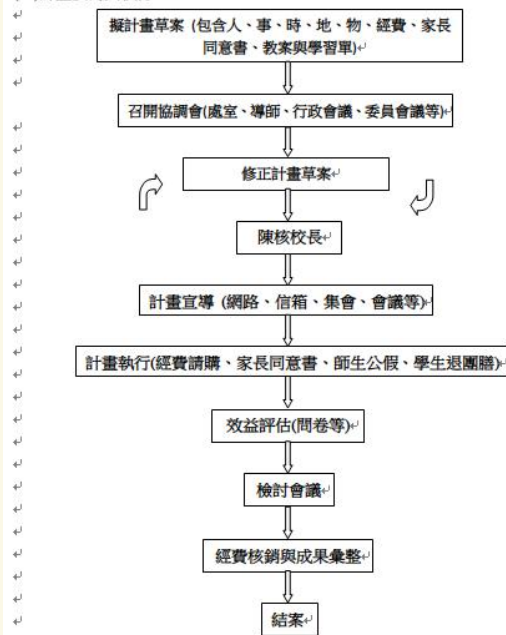 擬計畫草案 (包含人、事、時、地、物、經費、家長
同意書、教案與學習單)
召開協調會(處室、導師、行政會議、委員會議等)
修正計畫草案
陳核校長
計畫宣導 (網路、信箱、集會、會議等)
計畫執行(經費請購、家長同意書、師生公假、學生退團膳)
效益評估(問卷等)
檢討會議
經費核銷與成果彙整
結案